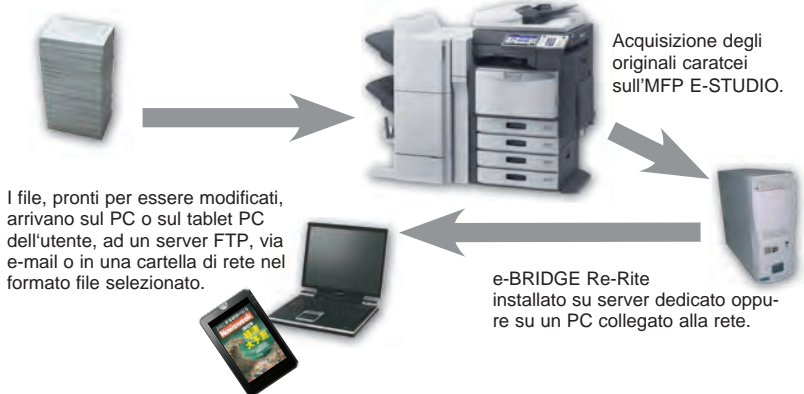 Acquisizione degli
originali caratcei
sull'MFP E-STUDIO.
I file, pronti per essere modificati,
arrivano sul PC o sul tablet PC
dell'utente, ad un server FTP, via
e-mail o in una cartella di rete nel
formato file selezionato.
e-BRIDGE Re-Rite
installato su server dedicato oppu-
re su un PC collegato alla rete.